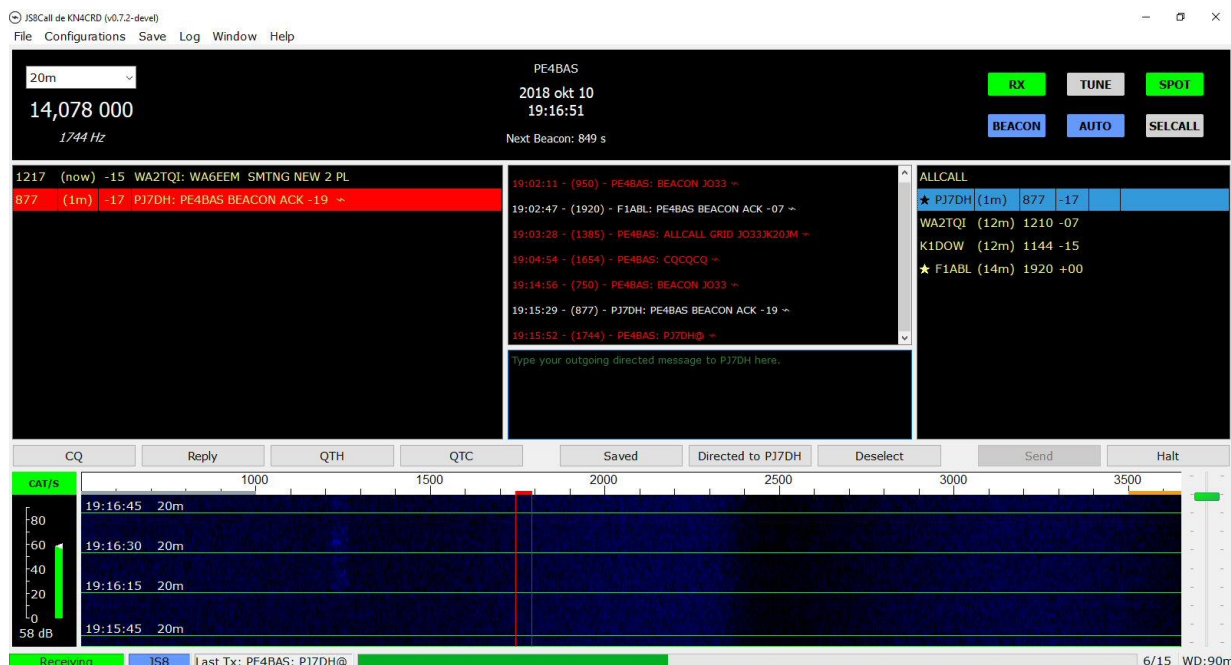 JS8Call de KN4CRD (v0.7.2-devel)
File Configurations Save Log Window Help
20m
14,078 000
1744 Hz
PE4BAS
2018 okt 10
19:16:51
Next Beacon: 849 s
RX TUNE SPOT
BEACON AUTO SELCALL
1217 (now) -15 WA2TQI: WA6EEM SMTNG NEW 2 PL
877 (1m) -17 PJ7DH: PE4BAS BEACON ACK -19
19:02:11 - (950) - PE4BAS: BEACON JO33
19:02:47 - (1920) - F1ABL: PE4BAS BEACON ACK -07
19:03:28 - (1385) - PE4BAS: ALLCALL GRID JO33JK20JM
19:04:54 - (1654) - PE4BAS: CQCQCQ
19:14:56 - (750) - PE4BAS: BEACON JO33
19:15:29 - (877) - PJ7DH: PE4BAS BEACON ACK -19
19:15:52 - (1744) - PE4BAS: PJ7DH@
Type your outgoing directed message to PJ7DH here.
ALLCALL
★ PJ7DH (1m) 877 -17
WA2TQI (12m) 1210 -07
K1DOW (12m) 1144 -15
★ F1ABL (14m) 1920 +00
CQ Reply QTH QTC Saved Directed to PJ7DH Deselect Send Halt
CAT/S
1000 1500 2000 2500 3000 3500
80
60
40
20
0
58 dB
19:16:45 20m
19:16:30 20m
19:16:15 20m
19:15:45 20m
Receiving JS8 Last Tx: PE4BAS: PJ7DH@ 6/15 WD:90m